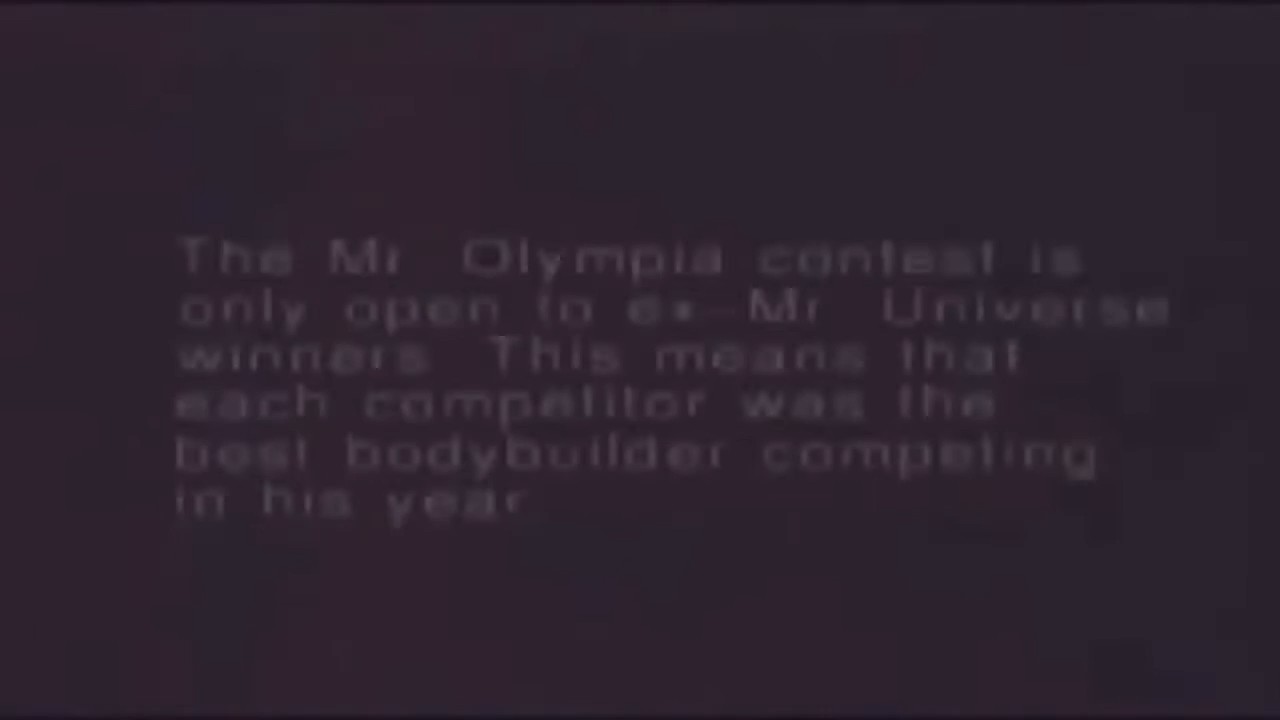 The Mr Olympia contest is
only open to ex-Mr Universe
winners This means that
each competitor was the
best bodybuilder competing
in his year